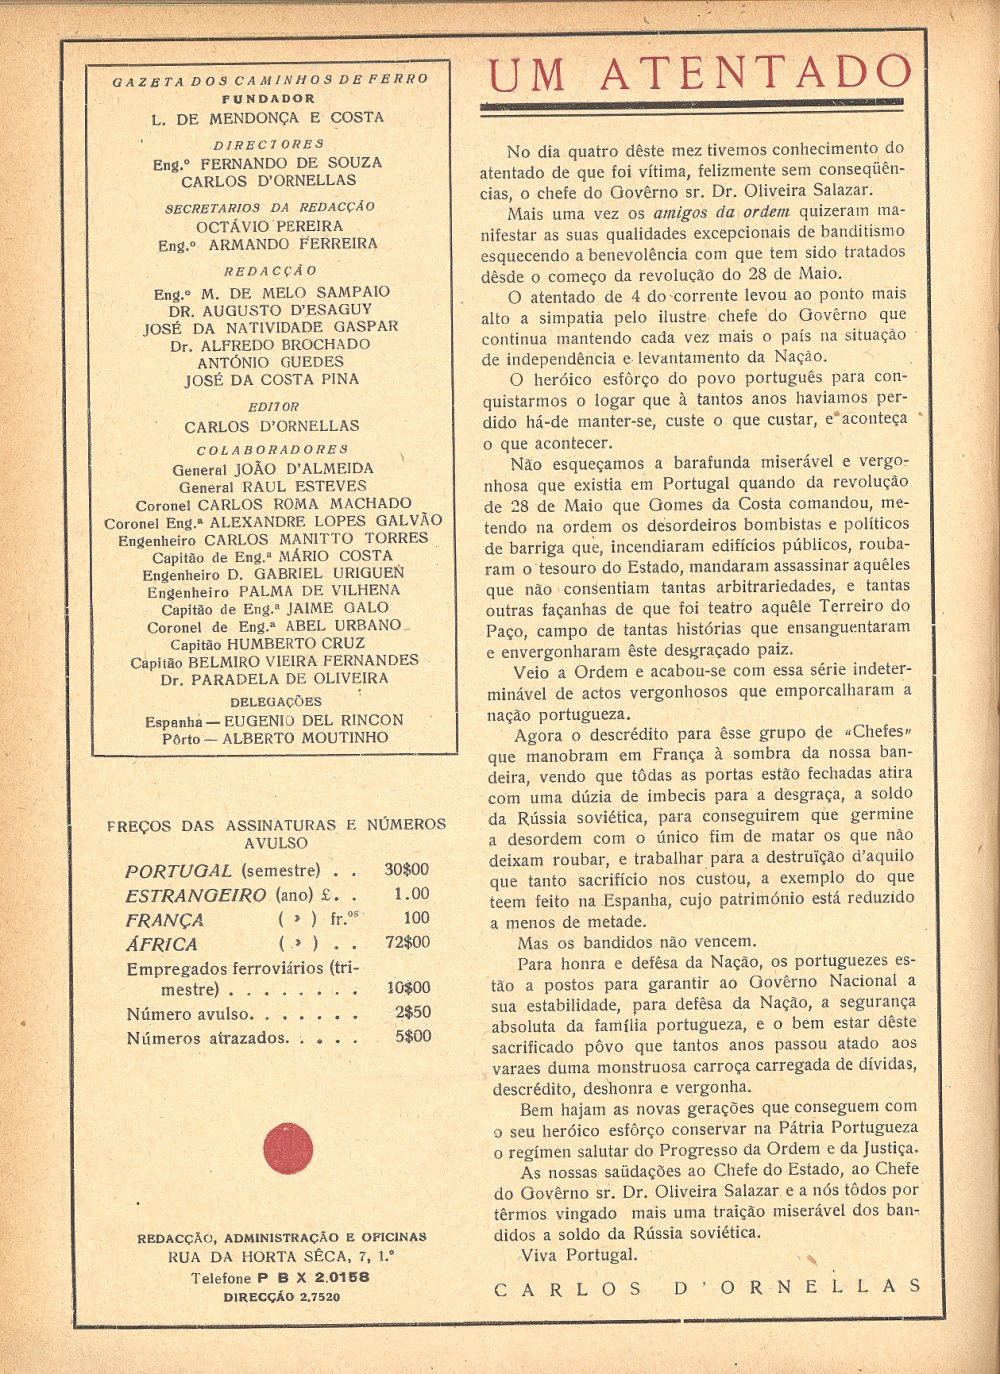 GAZETA DOS CAMINHOS DE FERRO
FUNDADOR
L. DE MENDONÇA E COSTA
DIRECTORES
Eng.º FERNANDO DE SOUZA
CARLOS D'ORNELLAS
SECRETARIOS DA REDACÇÃO
OCTÁVIO PEREIRA
Eng.º ARMANDO FERREIRA
REDACÇÃO
Eng.º M. DE MELO SAMPAIO
DR. AUGUSTO D'ESAGUY
JOSÉ DA NATIVIDADE GASPAR
Dr. ALFREDO BROCHADO
ANTÓNIO GUEDES
JOSÉ DA COSTA PINA
EDITOR
CARLOS D'ORNELLAS
COLABORADORES
General JOÃO D'ALMEIDA
General RAUL ESTEVES
Coronel CARLOS ROMA MACHADO
Coronel Eng.ª ALEXANDRE LOPES GALVÃO
Engenheiro CARLOS MANITTO TORRES
Capitão de Eng.ª MÁRIO COSTA
Engenheiro D. GABRIEL URIGUEN
Engenheiro PALMA DE VILHENA
Capitão de Eng.ª JAIME GALO
Coronel de Eng.ª ABEL URBANO
Capitão HUMBERTO CRUZ
Capitão BELMIRO VIEIRA FERNANDES
Dr. PARADELA DE OLIVEIRA
DELEGAÇÕES
Espanha — EUGENIO DEL RINCON
Pôrto — ALBERTO MOUTINHO
PREÇOS DAS ASSINATURAS E NÚMEROS
AVULSO
PORTUGAL (semestre) . . 30$00
ESTRANGEIRO (ano) £. . 1.00
FRANÇA ( » ) fr.os 100
ÁFRICA ( » ) . . 72$00
Empregados ferroviários (tri-
mestre) . . . . . . . . 10$00
Número avulso. . . . . . . 2$50
Números atrazados. . . . . 5$00
REDACÇÃO, ADMINISTRAÇÃO E OFICINAS
RUA DA HORTA SÊCA, 7, 1.º
Telefone P B X 2.0158
DIRECÇÃO 2.7520
UM ATENTADO
No dia quatro dêste mez tivemos conhecimento do
atentado de que foi vítima, felizmente sem conseqüên-
cias, o chefe do Govêrno sr. Dr. Oliveira Salazar.
Mais uma vez os amigos da ordem quizeram ma-
nifestar as suas qualidades excepcionais de banditismo
esquecendo a benevolência com que tem sido tratados
dêsde o começo da revolução do 28 de Maio.
O atentado de 4 do corrente levou ao ponto mais
alto a simpatia pelo ilustre chefe do Govêrno que
continua mantendo cada vez mais o país na situação
de independência e levantamento da Nação.
O heróico esfôrço do povo português para con-
quistarmos o logar que à tantos anos haviamos per-
dido há-de manter-se, custe o que custar, e aconteça
o que acontecer.
Não esqueçamos a barafunda miserável e vergo-
nhosa que existia em Portugal quando da revolução
de 28 de Maio que Gomes da Costa comandou, me-
tendo na ordem os desordeiros bombistas e políticos
de barriga que, incendiaram edifícios públicos, rouba-
ram o tesouro do Estado, mandaram assassinar aquêles
que não consentiam tantas arbitrariedades, e tantas
outras façanhas de que foi teatro aquêle Terreiro do
Paço, campo de tantas histórias que ensanguentaram
e envergonharam êste desgraçado paiz.
Veio a Ordem e acabou-se com essa série indeter-
minável de actos vergonhosos que emporcalharam a
nação portugueza.
Agora o descrédito para êsse grupo de «Chefes»
que manobram em França à sombra da nossa ban-
deira, vendo que tôdas as portas estão fechadas atira
com uma dúzia de imbecis para a desgraça, a soldo
da Rússia soviética, para conseguirem que germine
a desordem com o único fim de matar os que não
deixam roubar, e trabalhar para a destruïção d'aquilo
que tanto sacrifício nos custou, a exemplo do que
teem feito na Espanha, cujo património está reduzido
a menos de metade.
Mas os bandidos não vencem.
Para honra e defêsa da Nação, os portuguezes es-
tão a postos para garantir ao Govêrno Nacional a
sua estabilidade, para defêsa da Nação, a segurança
absoluta da família portugueza, e o bem estar dêste
sacrificado pôvo que tantos anos passou atado aos
varaes duma monstruosa carroça carregada de dívidas,
descrédito, deshonra e vergonha.
Bem hajam as novas gerações que conseguem com
o seu heróico esfôrço conservar na Pátria Portugueza
o regímen salutar do Progresso da Ordem e da Justiça.
As nossas saüdações ao Chefe do Estado, ao Chefe
do Govêrno sr. Dr. Oliveira Salazar e a nós tôdos por
têrmos vingado mais uma traição miserável dos ban-
didos a soldo da Rússia soviética.
Viva Portugal.
CARLOS D'ORNELLAS